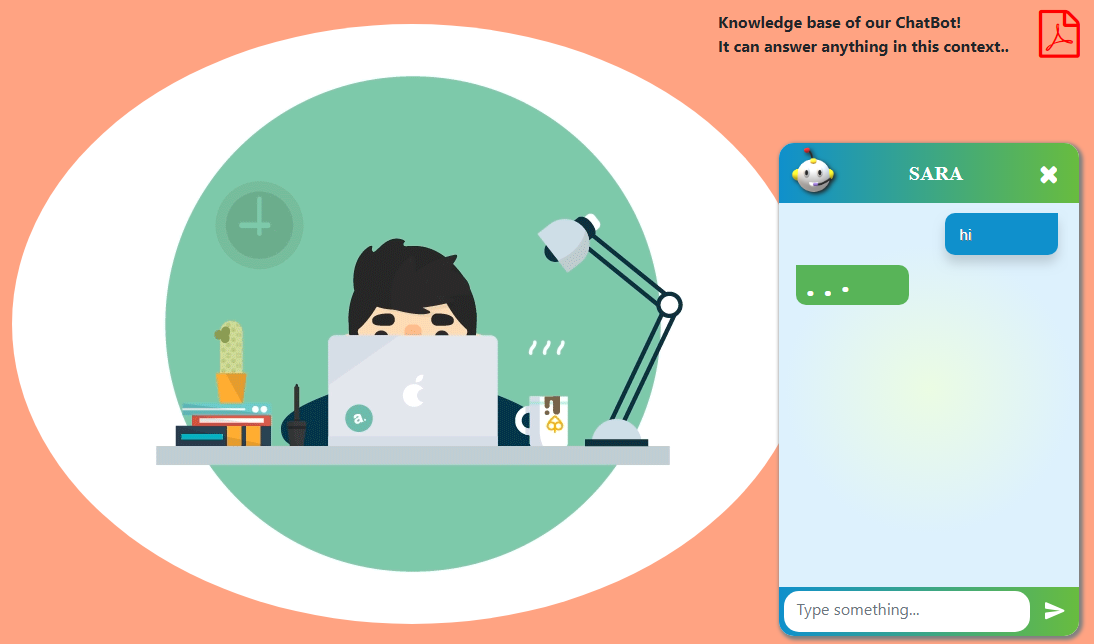 Knowledge base of our ChatBot!
It can answer anything in this context..
SARA
hi
a.
Type something...